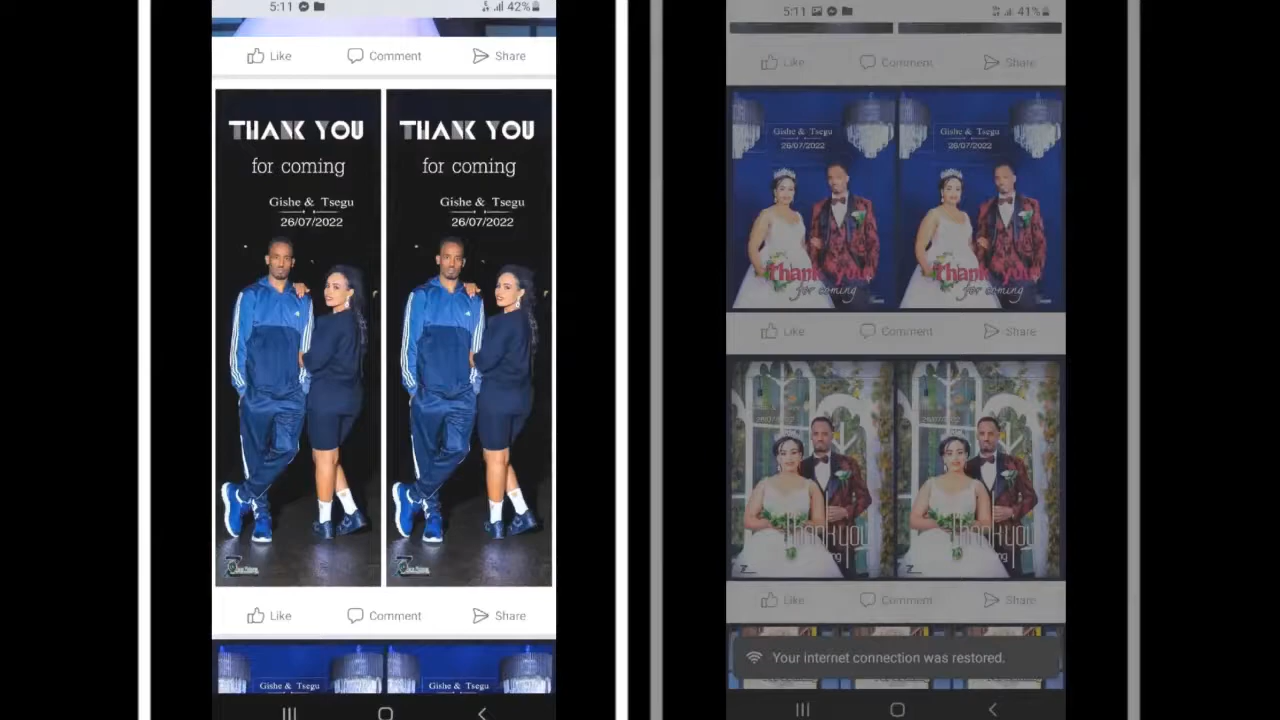 5:11
42%
Like
Comment
Share
THANK YOU
for coming
Gishe & Tsegu
26/07/2022
THANK YOU
for coming
Gishe & Tsegu
26/07/2022
Like
Comment
Share
Gishe & Tsegu
Gishe & Tsegu
5:11
41%
Like
Comment
Share
Gishe & Tsegu
26/07/2022
Thank You
for coming
Gishe & Tsegu
26/07/2022
Thank You
for coming
Like
Comment
Share
Thank you
Thank you
Like
Comment
Share
Your internet connection was restored.